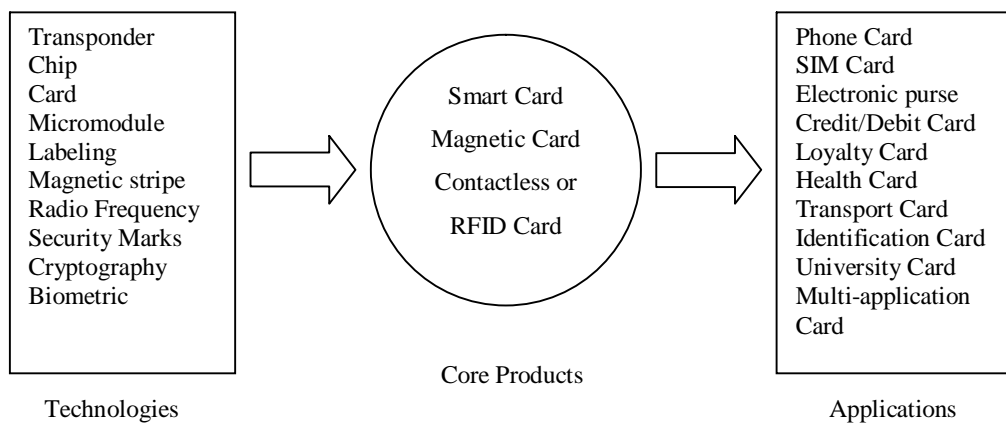 Transponder
Chip
Card
Micromodule
Labeling
Magnetic stripe
Radio Frequency
Security Marks
Cryptography
Biometric
Technologies
Smart Card
Magnetic Card
Contactless or
RFID Card
Core Products
Phone Card
SIM Card
Electronic purse
Credit/Debit Card
Loyalty Card
Health Card
Transport Card
Identification Card
University Card
Multi-application
Card
Applications